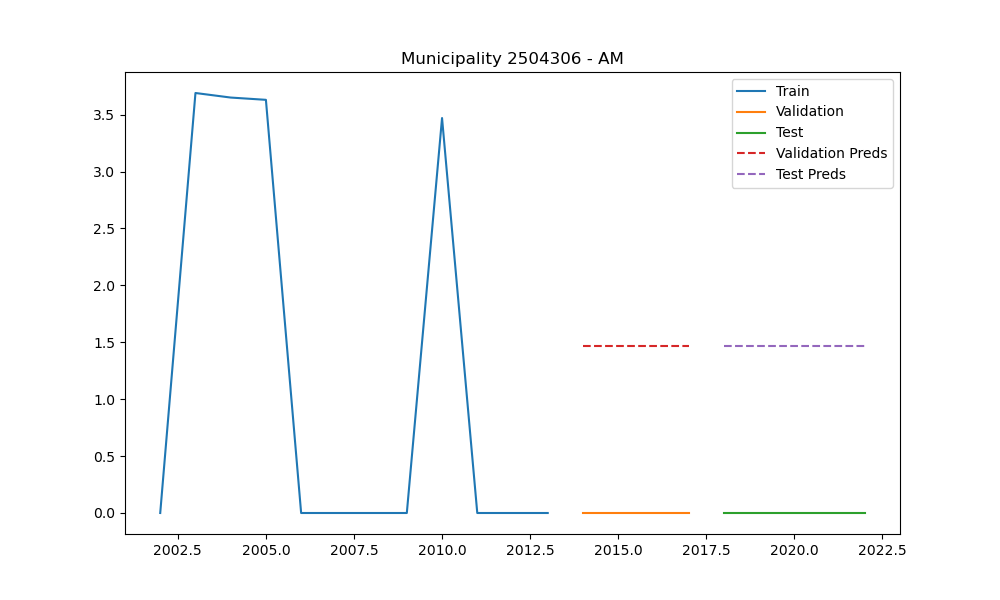 Municipality 2504306 - AM
Train
Validation
Test
Validation Preds
Test Preds
3.5
3.0
2.5
2.0
1.5
1.0
0.5
0.0
2002.5 2005.0 2007.5 2010.0 2012.5 2015.0 2017.5 2020.0 2022.5